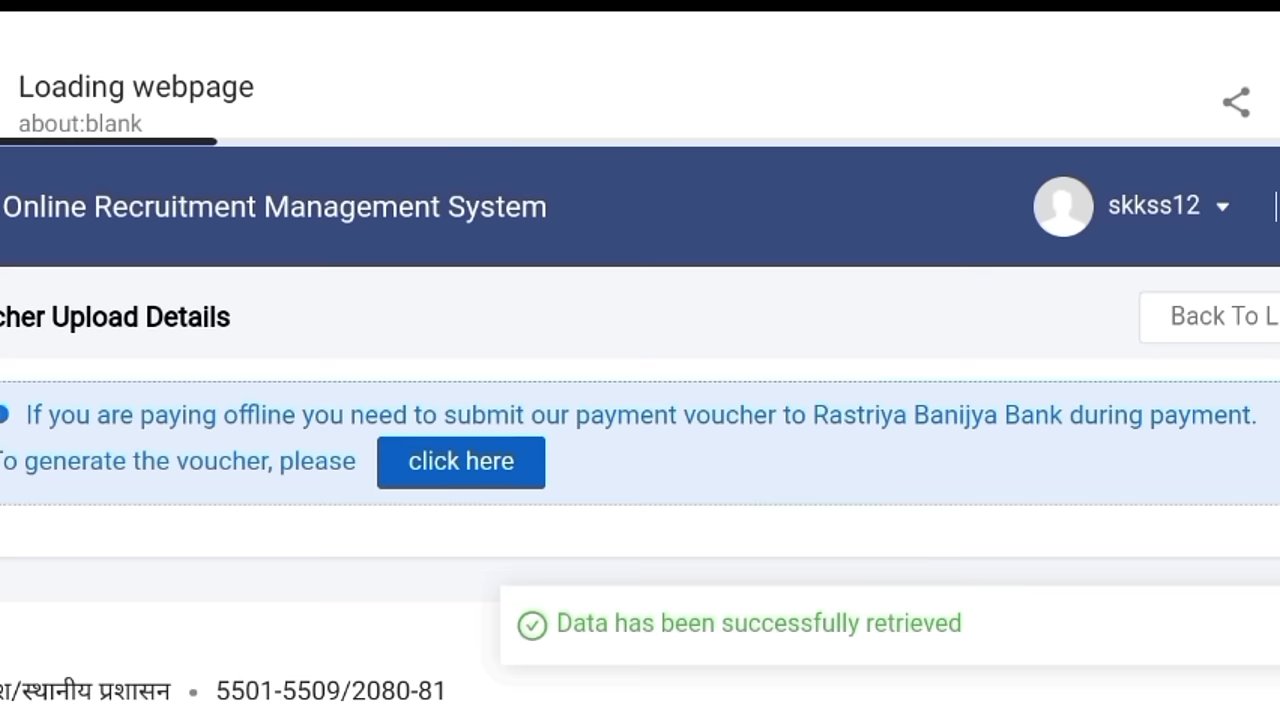 Loading webpage
about:blank
Online Recruitment Management System
skkss12
cher Upload Details
Back To L
If you are paying offline you need to submit our payment voucher to Rastriya Banijya Bank during payment.
To generate the voucher, please click here
Data has been successfully retrieved
श/स्थानीय प्रशासन • 5501-5509/2080-81